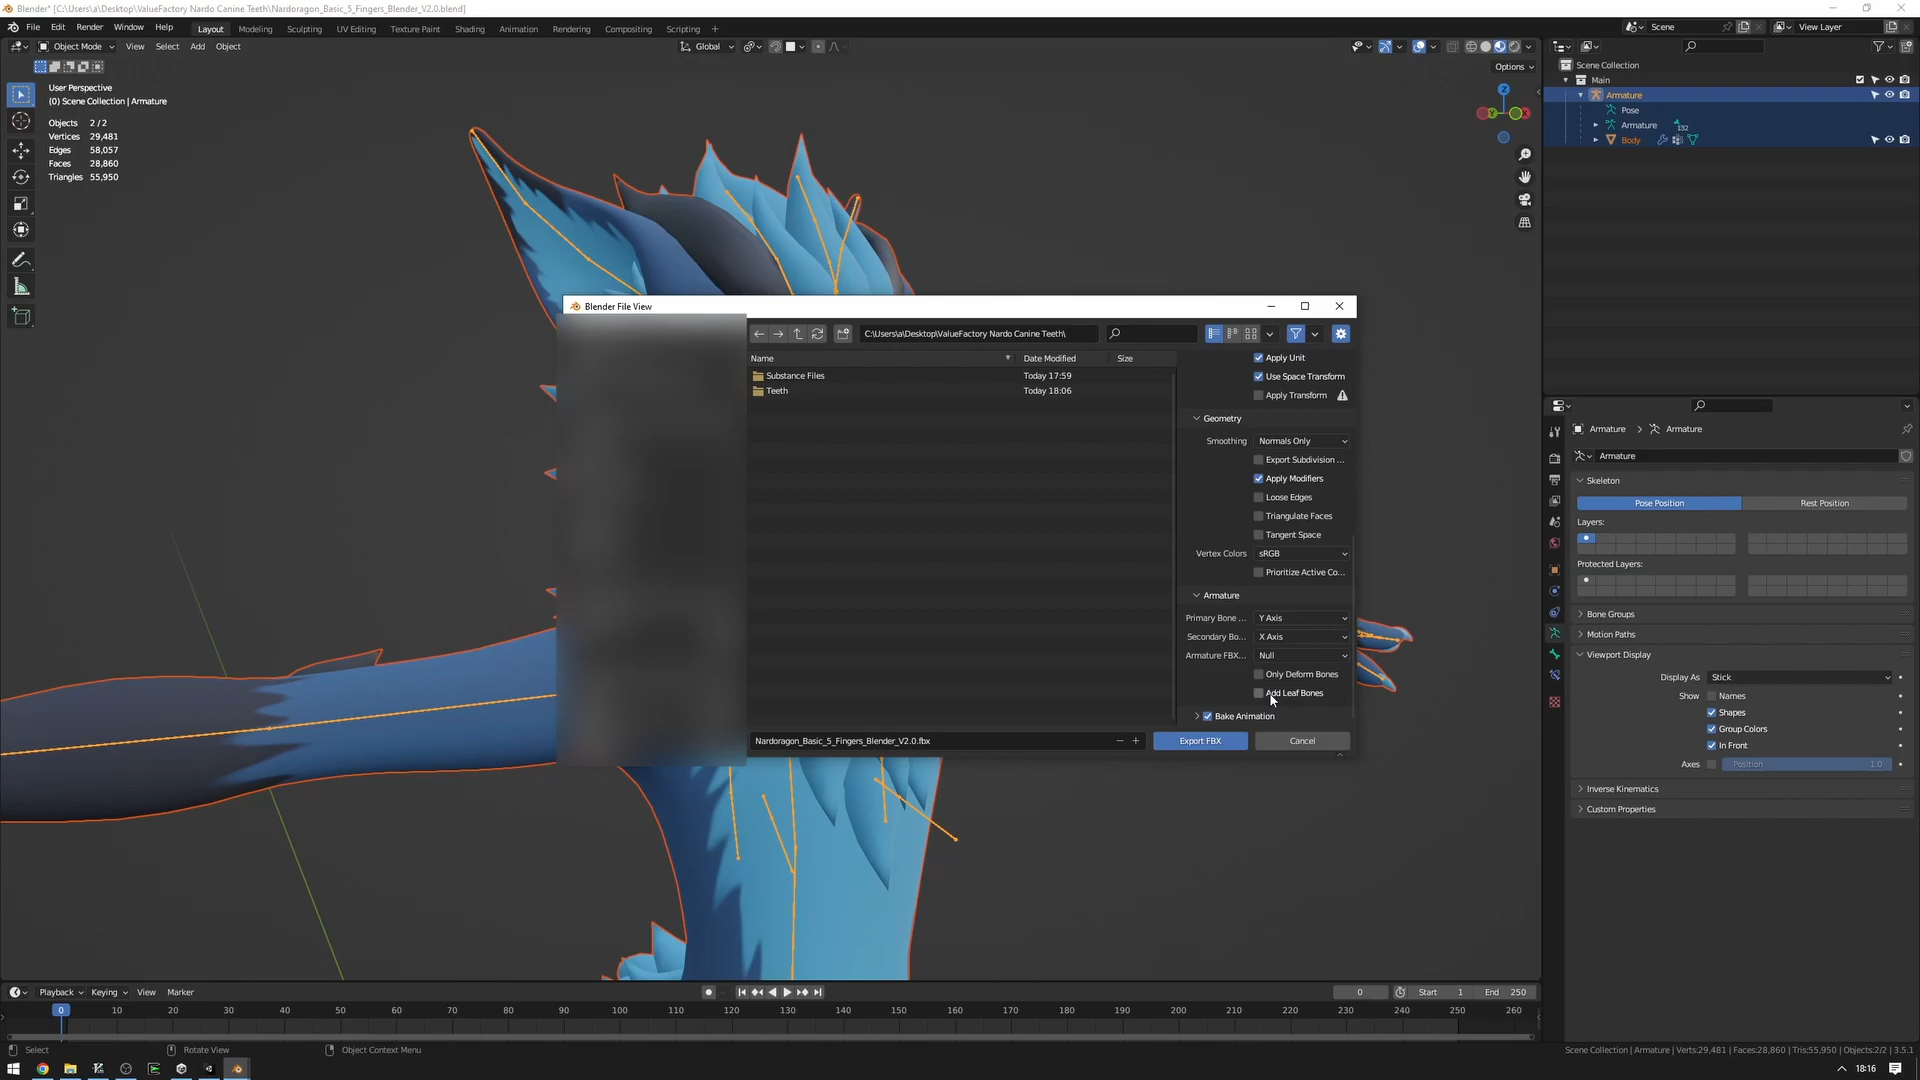 Blender* [C:\Users\a\Desktop\ValueFactory Nardo Canine Teeth\Nardoragon_Basic_5_Fingers_Blender_V2.0.blend]
File Edit Render Window Help Layout Modeling Sculpting UV Editing Texture Paint Shading Animation Rendering Compositing Scripting + Scene View Layer
Object Mode View Select Add Object Global
Options
User Perspective
(0) Scene Collection | Armature
Objects 2 / 2
Vertices 29,481
Edges 58,057
Faces 28,860
Triangles 55,950
Z
Y
X
Scene Collection
Main
Armature
Pose
Armature 132
Body
Blender File View
C:\Users\a\Desktop\ValueFactory Nardo Canine Teeth\
Name Date Modified Size
Substance Files Today 17:59
Teeth Today 18:06
Apply Unit
Use Space Transform
Apply Transform
Geometry
Smoothing Normals Only
Export Subdivision ...
Apply Modifiers
Loose Edges
Triangulate Faces
Tangent Space
Vertex Colors sRGB
Prioritize Active Co...
Armature
Primary Bone ... Y Axis
Secondary Bo... X Axis
Armature FBX... Null
Only Deform Bones
Add Leaf Bones
Bake Animation
Nardoragon_Basic_5_Fingers_Blender_V2.0.fbx − + Export FBX Cancel
Armature > Armature
Armature
Skeleton
Pose Position Rest Position
Layers:
Protected Layers:
Bone Groups
Motion Paths
Viewport Display
Display As Stick
Show Names
Shapes
Group Colors
In Front
Axes Position 1.0
Inverse Kinematics
Custom Properties
Playback Keying View Marker 0 Start 1 End 250
0 10 20 30 40 50 60 70 80 90 100 110 120 130 140 150 160 170 180 190 200 210 220 230 240 250 260
Select Rotate View Object Context Menu Scene Collection | Armature | Verts:29,481 | Faces:28,860 | Tris:55,950 | Objects:2/2 | 3.5.1
18:16